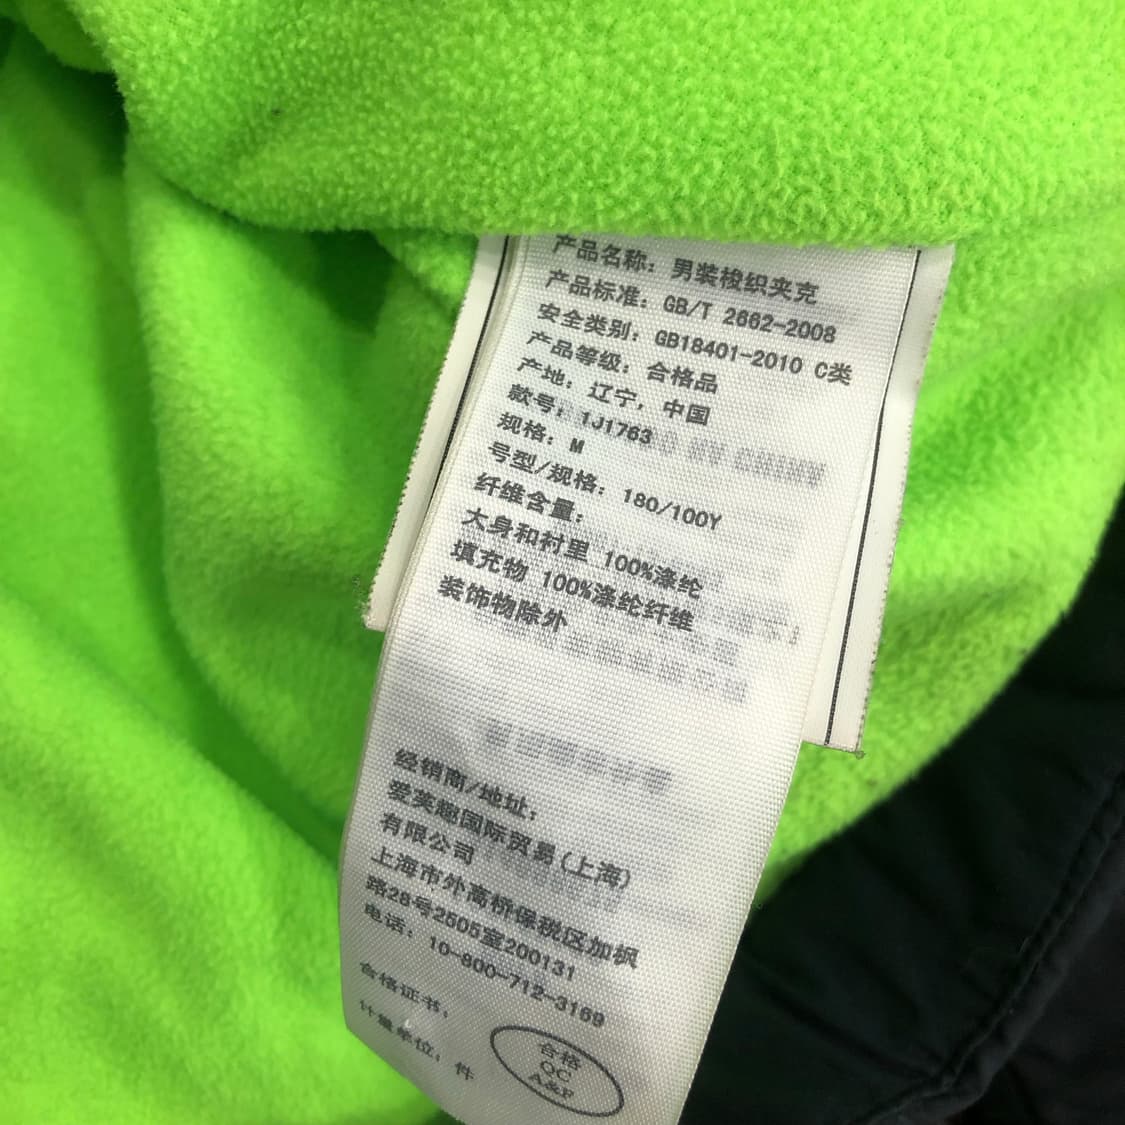 产品名称：男装梭织夹克
产品标准：GB/T 2662-2008
安全类别：GB18401-2010 C类
产品等级：合格品
产地：辽宁，中国
款号：1J1763
规格：M
号型/规格：180/100Y
纤维含量：
大身和衬里 100%涤纶
填充物 100%涤纶纤维
装饰物除外
经销商/地址：
爱英趣国际贸易(上海)
有限公司
上海市外高桥保税区加枫
路28号2505室200131
电话：10-800-712-3169
合格证书：
计量单位：件
合格
QC
A&P